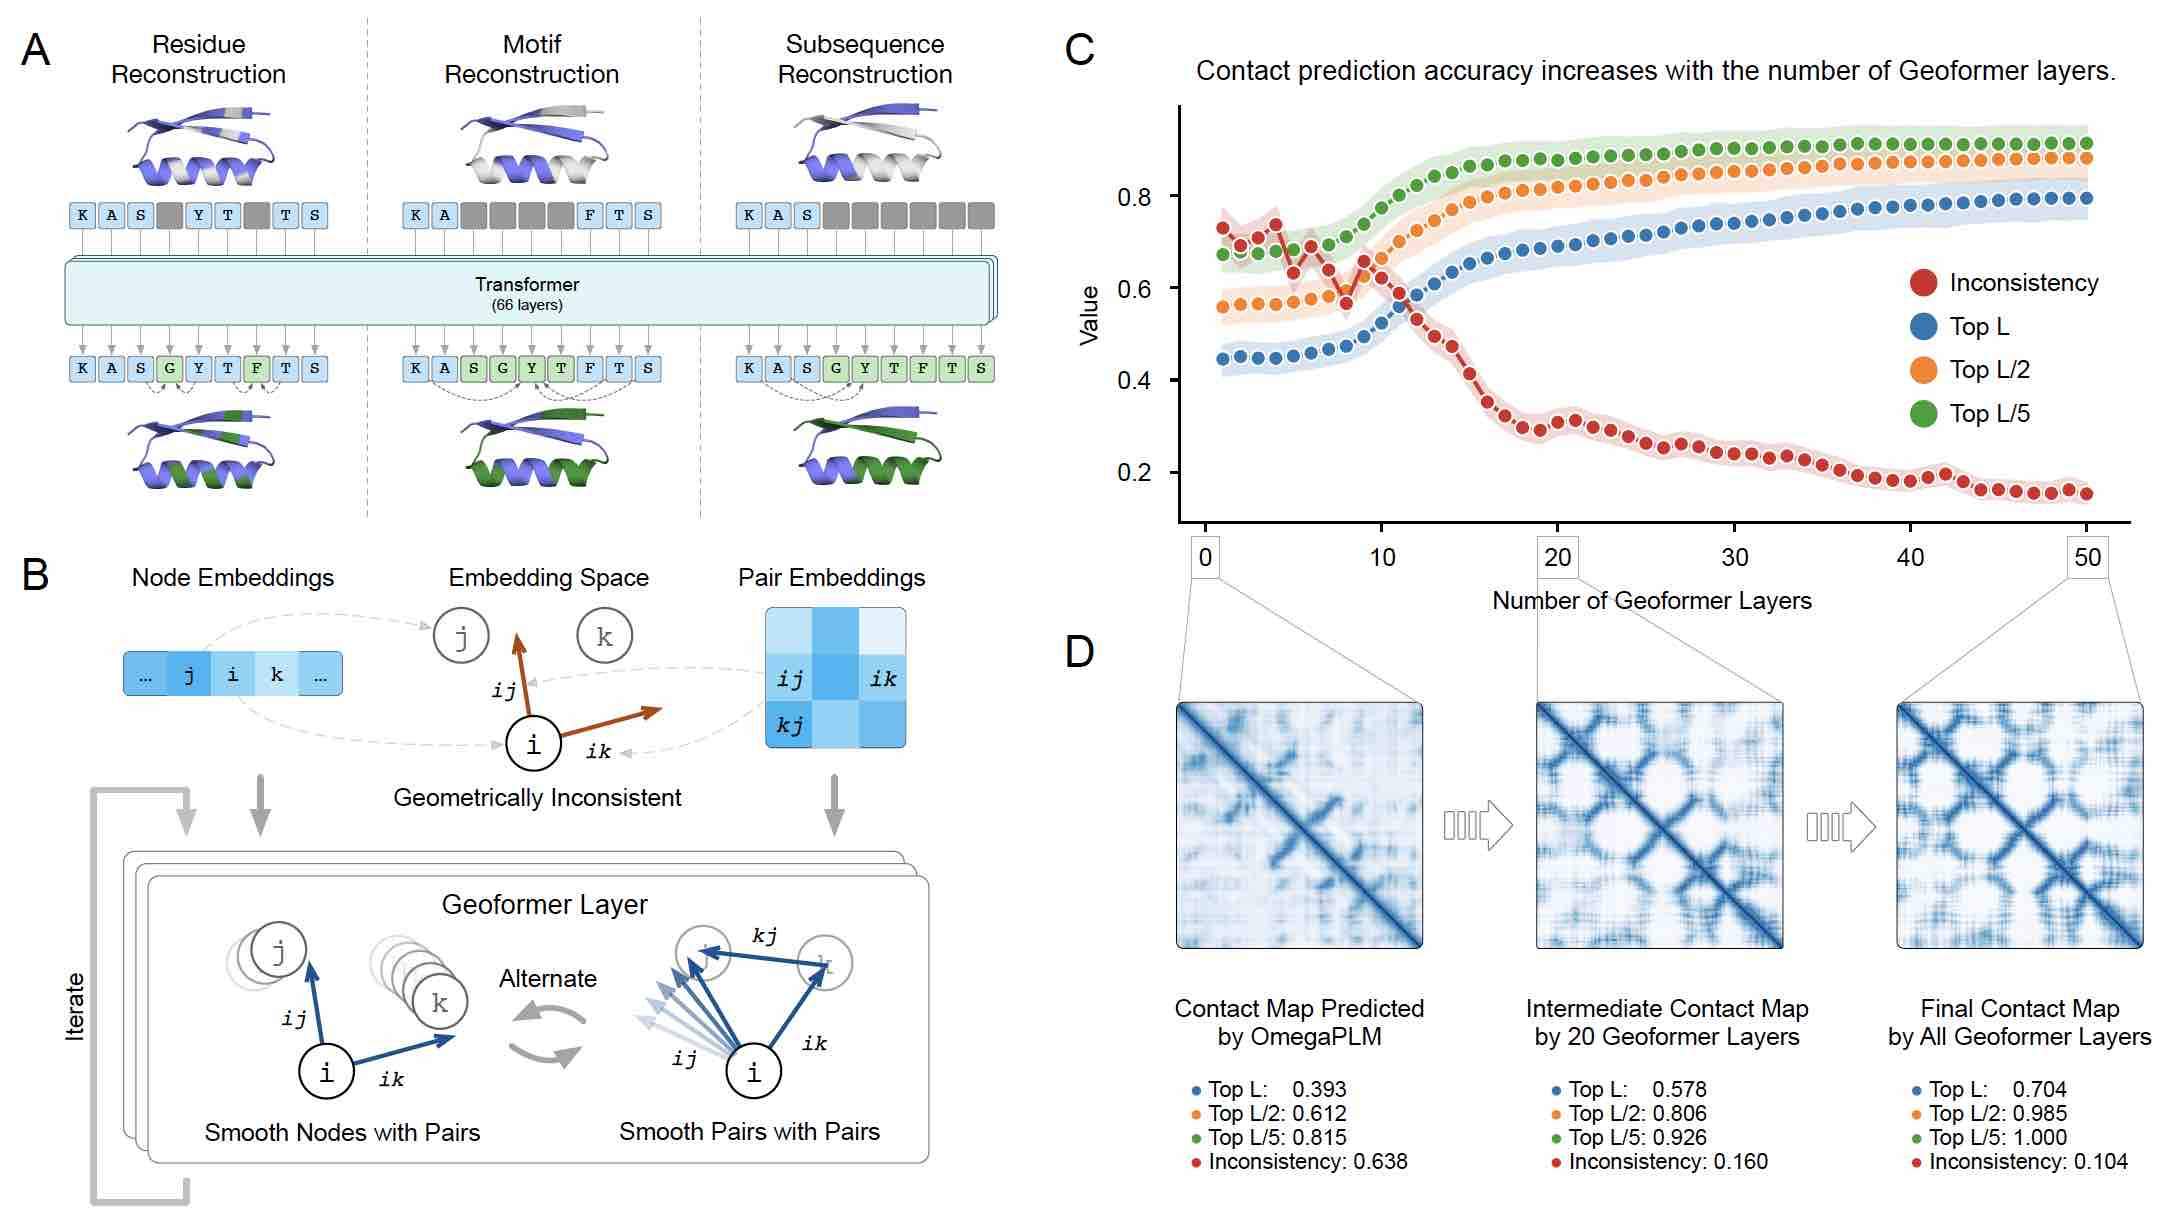 A
Residue
Reconstruction
Motif
Reconstruction
Subsequence
Reconstruction
K A S Y T T S
K A F T S
K A S
Transformer
(66 layers)
K A S G Y T F T S
K A S G Y T F T S
K A S G Y T F T S
B
Node Embeddings
Embedding Space
Pair Embeddings
... j i k ...
j
k
ij
i
ik
ij
ik
kj
Geometrically Inconsistent
Iterate
Geoformer Layer
j
k
ij
i
ik
Alternate
j
k
kj
ij
ik
i
Smooth Nodes with Pairs
Smooth Pairs with Pairs
C
Contact prediction accuracy increases with the number of Geoformer layers.
Value
0.8
0.6
0.4
0.2
Inconsistency
Top L
Top L/2
Top L/5
0 10 20 30 40 50
Number of Geoformer Layers
D
Contact Map Predicted
by OmegaPLM
Top L: 0.393
Top L/2: 0.612
Top L/5: 0.815
Inconsistency: 0.638
Intermediate Contact Map
by 20 Geoformer Layers
Top L: 0.578
Top L/2: 0.806
Top L/5: 0.926
Inconsistency: 0.160
Final Contact Map
by All Geoformer Layers
Top L: 0.704
Top L/2: 0.985
Top L/5: 1.000
Inconsistency: 0.104